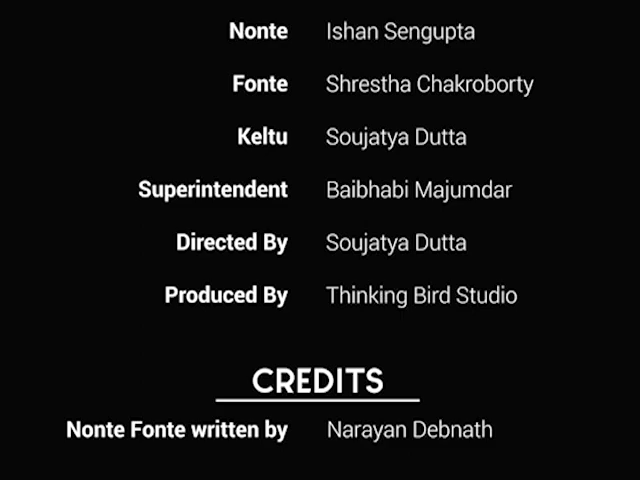 Nonte Ishan Sengupta
Fonte Shrestha Chakroborty
Keltu Soujatya Dutta
Superintendent Baibhabi Majumdar
Directed By Soujatya Dutta
Produced By Thinking Bird Studio
CREDITS
Nonte Fonte written by Narayan Debnath